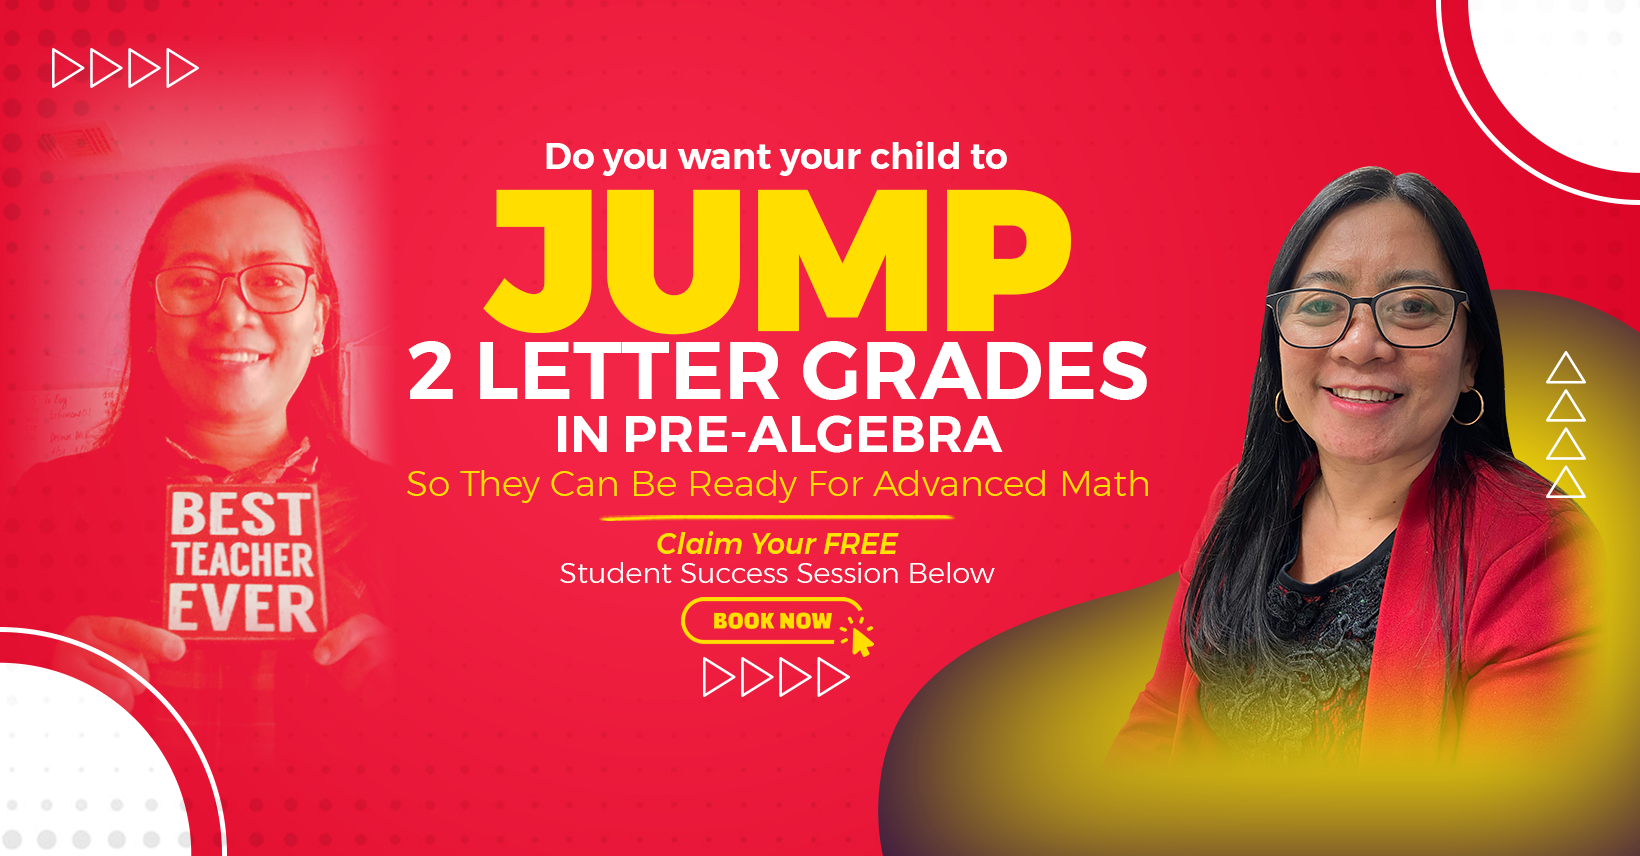 Do you want your child to
JUMP
2 LETTER GRADES
IN PRE-ALGEBRA
So They Can Be Ready For Advanced Math
Claim Your FREE
Student Success Session Below
BOOK NOW
BEST
TEACHER
EVER